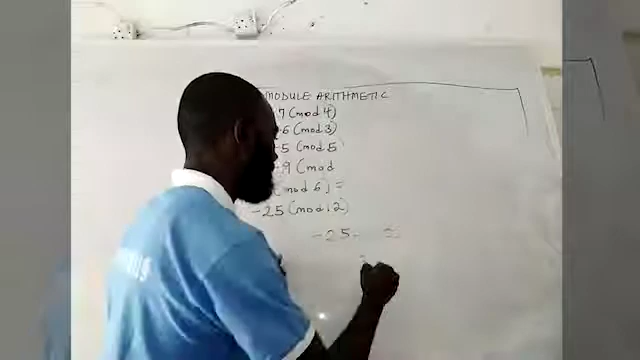 MODULE ARITHMETIC
7 (mod 4)
-6 (mod 3)
-5 (mod 5)
-9 (mod
(mod 6) =
-25 (mod 12)
-25